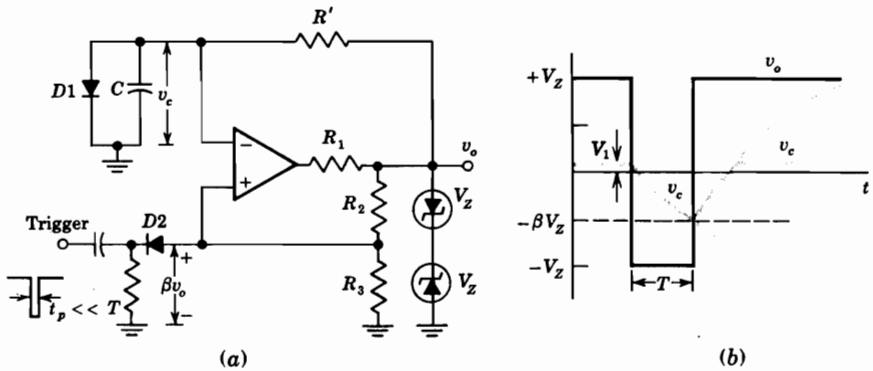 R'
D1
C
v_c
R_1
v_o
−
+
R_2
V_Z
Trigger
D2
+
βv_o
−
R_3
V_Z
t_p << T
(a)
+V_Z
v_o
V_1
v_c
v_c
t
−βV_Z
−V_Z
T
(b)